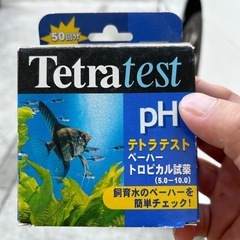 50回分
Tetratest
pH
テトラテスト
ペーハー
トロピカル試薬
(5.0-10.0)
飼育水のペーハーを
簡単チェック!